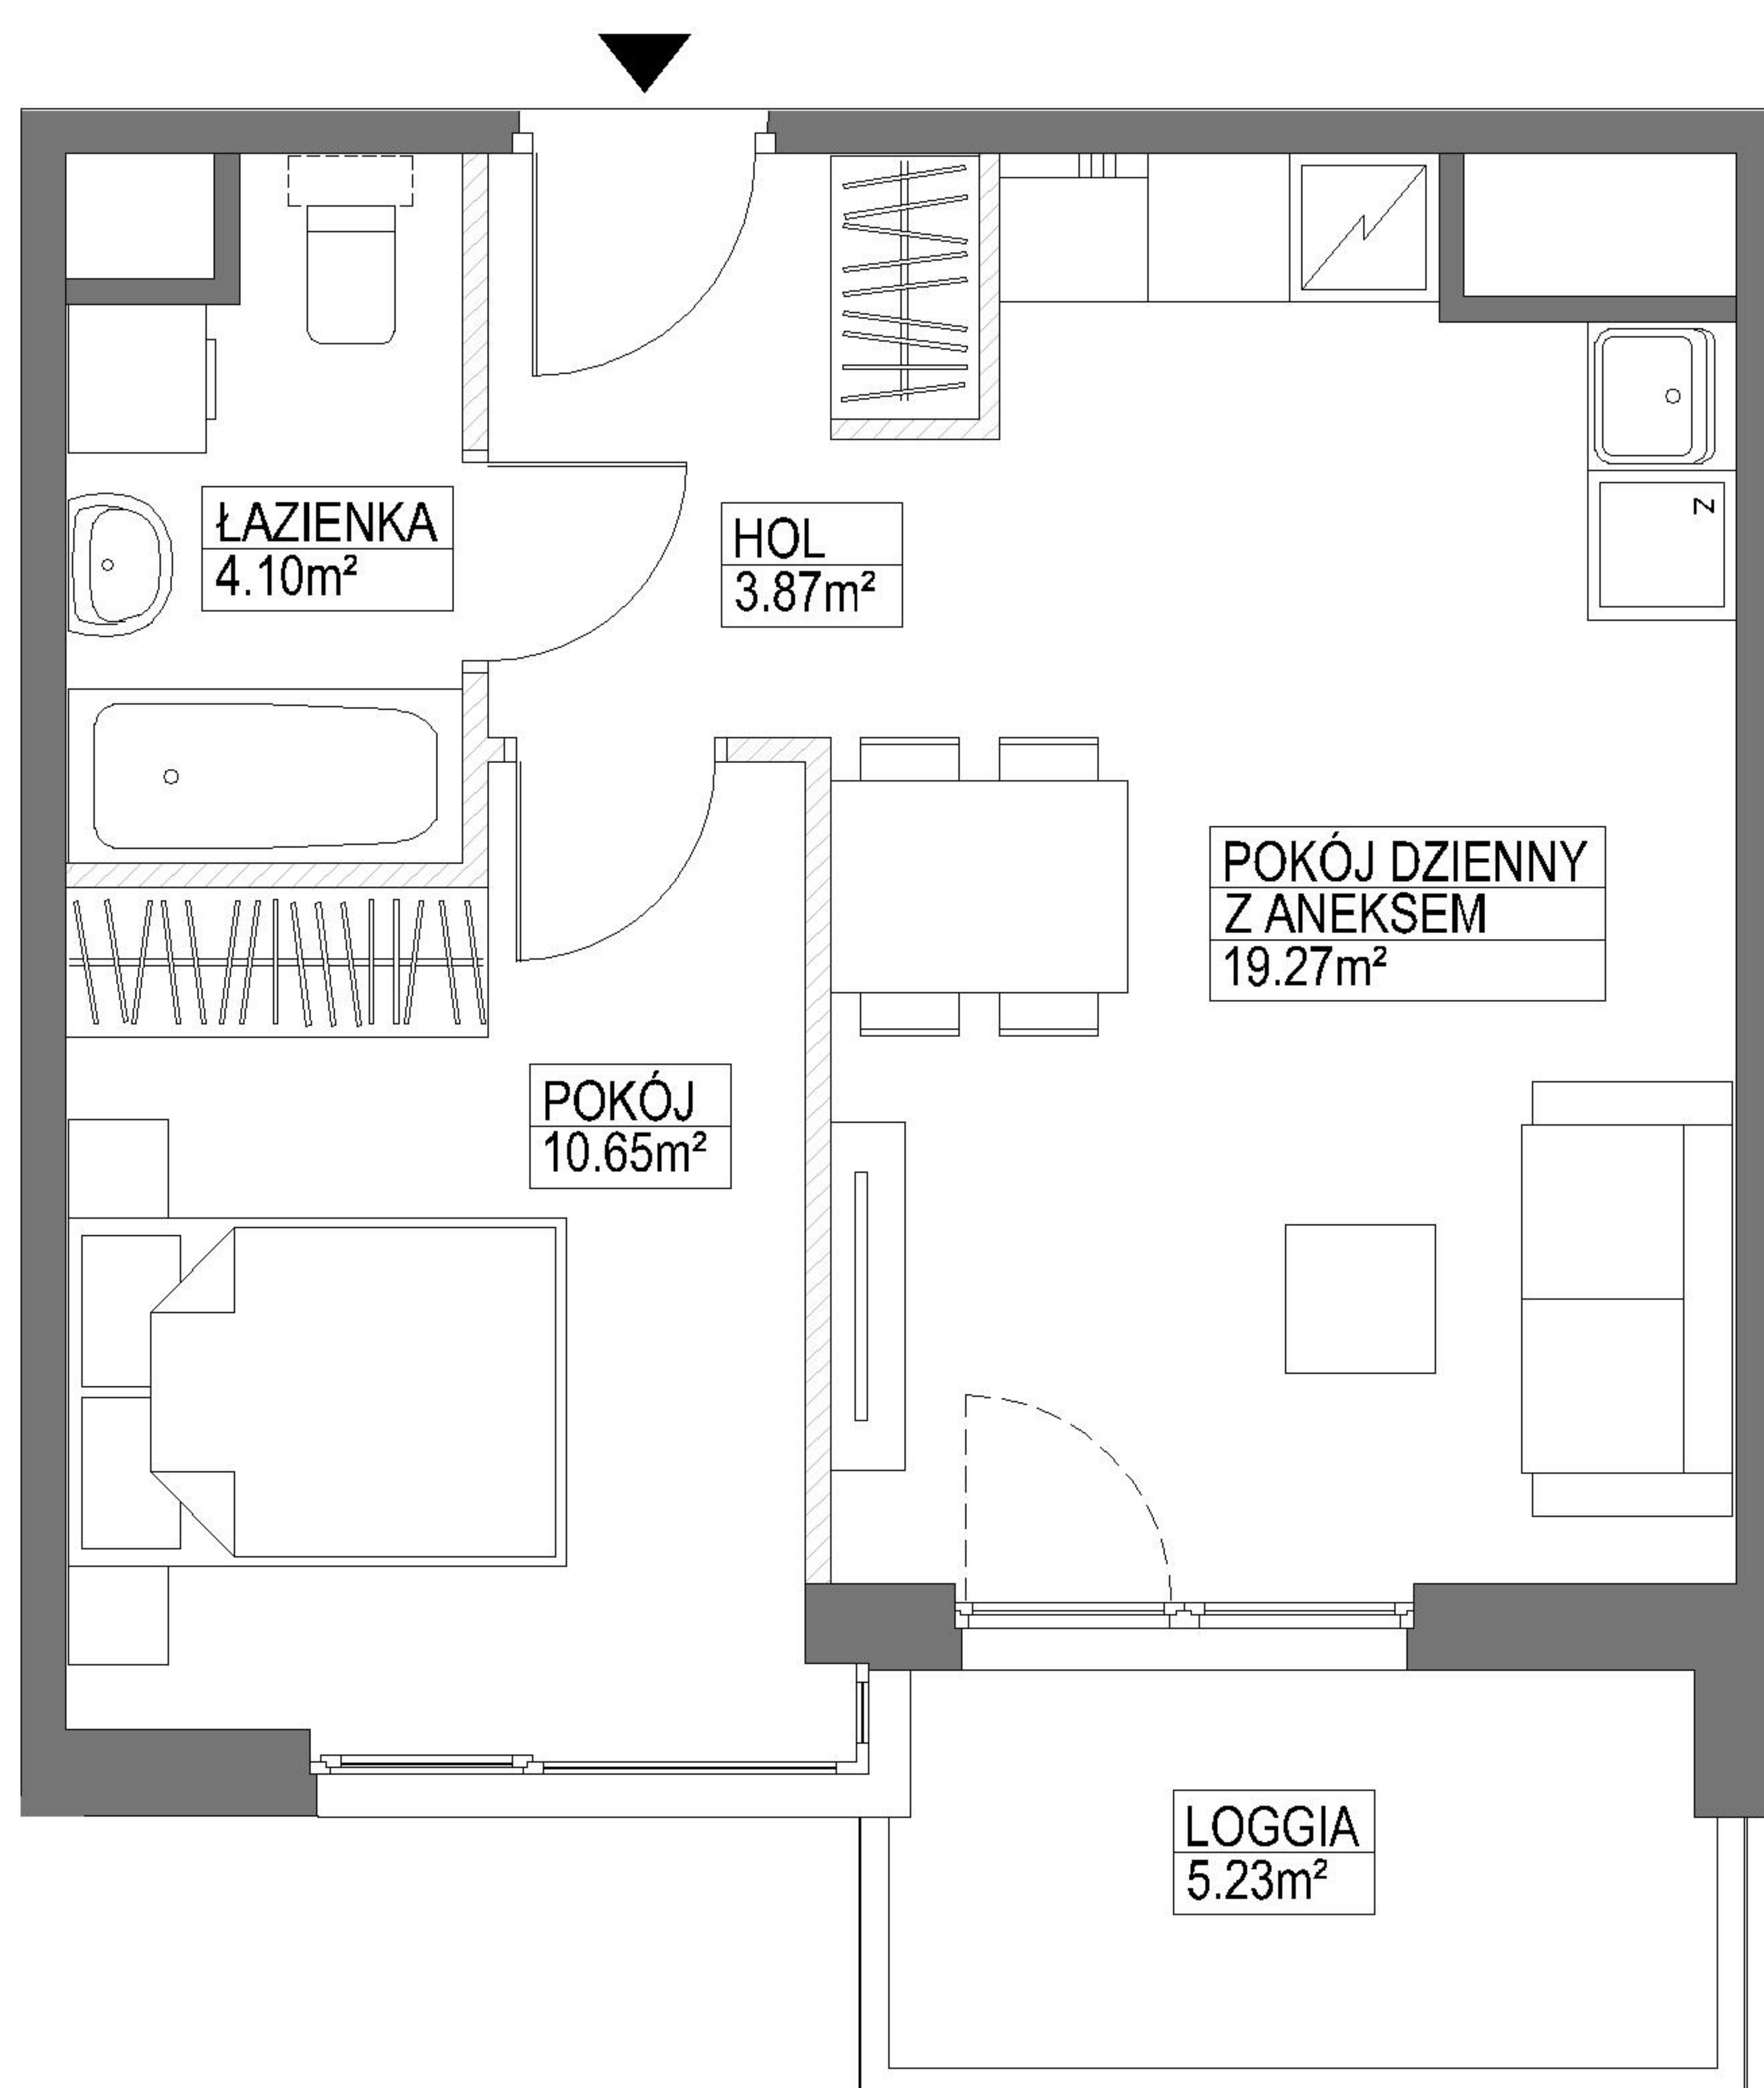 ŁAZIENKA
4.10m²
HOL
3.87m²
Z
POKÓJ DZIENNY
Z ANEKSEM
19.27m²
POKÓJ
10.65m²
LOGGIA
5.23m²